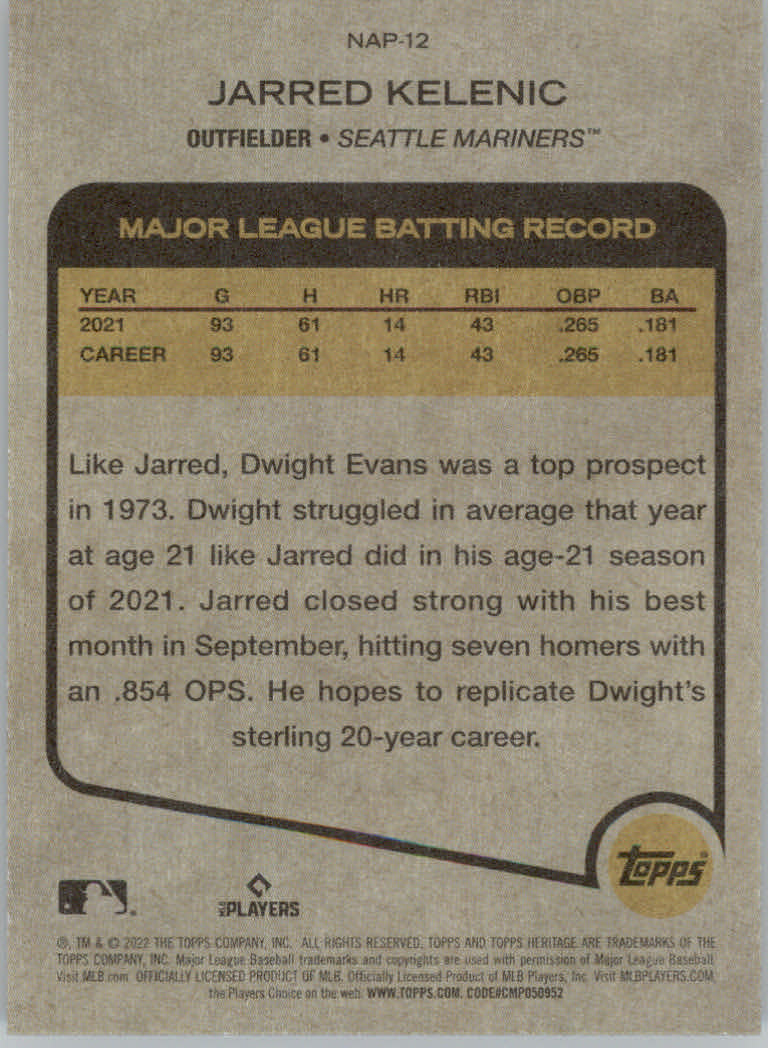 NAP-12
JARRED KELENIC
OUTFIELDER • SEATTLE MARINERS™
MAJOR LEAGUE BATTING RECORD
YEAR G H HR RBI OBP BA
2021 93 61 14 43 .265 .181
CAREER 93 61 14 43 .265 .181
Like Jarred, Dwight Evans was a top prospect
in 1973. Dwight struggled in average that year
at age 21 like Jarred did in his age-21 season
of 2021. Jarred closed strong with his best
month in September, hitting seven homers with
an .854 OPS. He hopes to replicate Dwight's
sterling 20-year career.
topps
MLB PLAYERS
®, TM & © 2022 THE TOPPS COMPANY, INC. ALL RIGHTS RESERVED. TOPPS AND TOPPS HERITAGE ARE TRADEMARKS OF THE
TOPPS COMPANY, INC. Major League Baseball trademarks and copyrights are used with permission of Major League Baseball.
Visit MLB.com OFFICIALLY LICENSED PRODUCT OF MLB. Officially Licensed Product of MLB Players, Inc. Visit MLBPLAYERS.COM,
the Players Choice on the web. WWW.TOPPS.COM. CODE#CMP050952